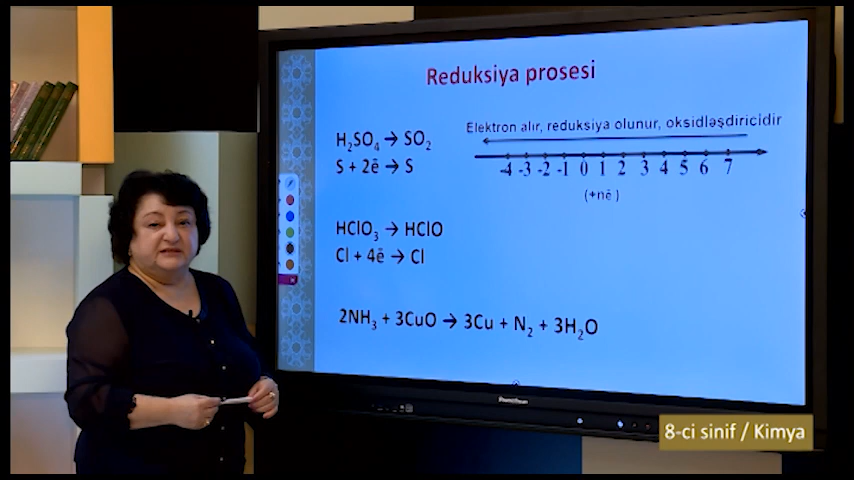 Reduksiya prosesi
H₂SO₄ → SO₂
S + 2ē → S
Elektron alır, reduksiya olunur, oksidləşdiricidir
-4 -3 -2 -1 0 1 2 3 4 5 6 7
(+nē )
HClO₃ → HClO
Cl + 4ē → Cl
2NH₃ + 3CuO → 3Cu + N₂ + 3H₂O
Promethean
8-ci sinif / Kimya